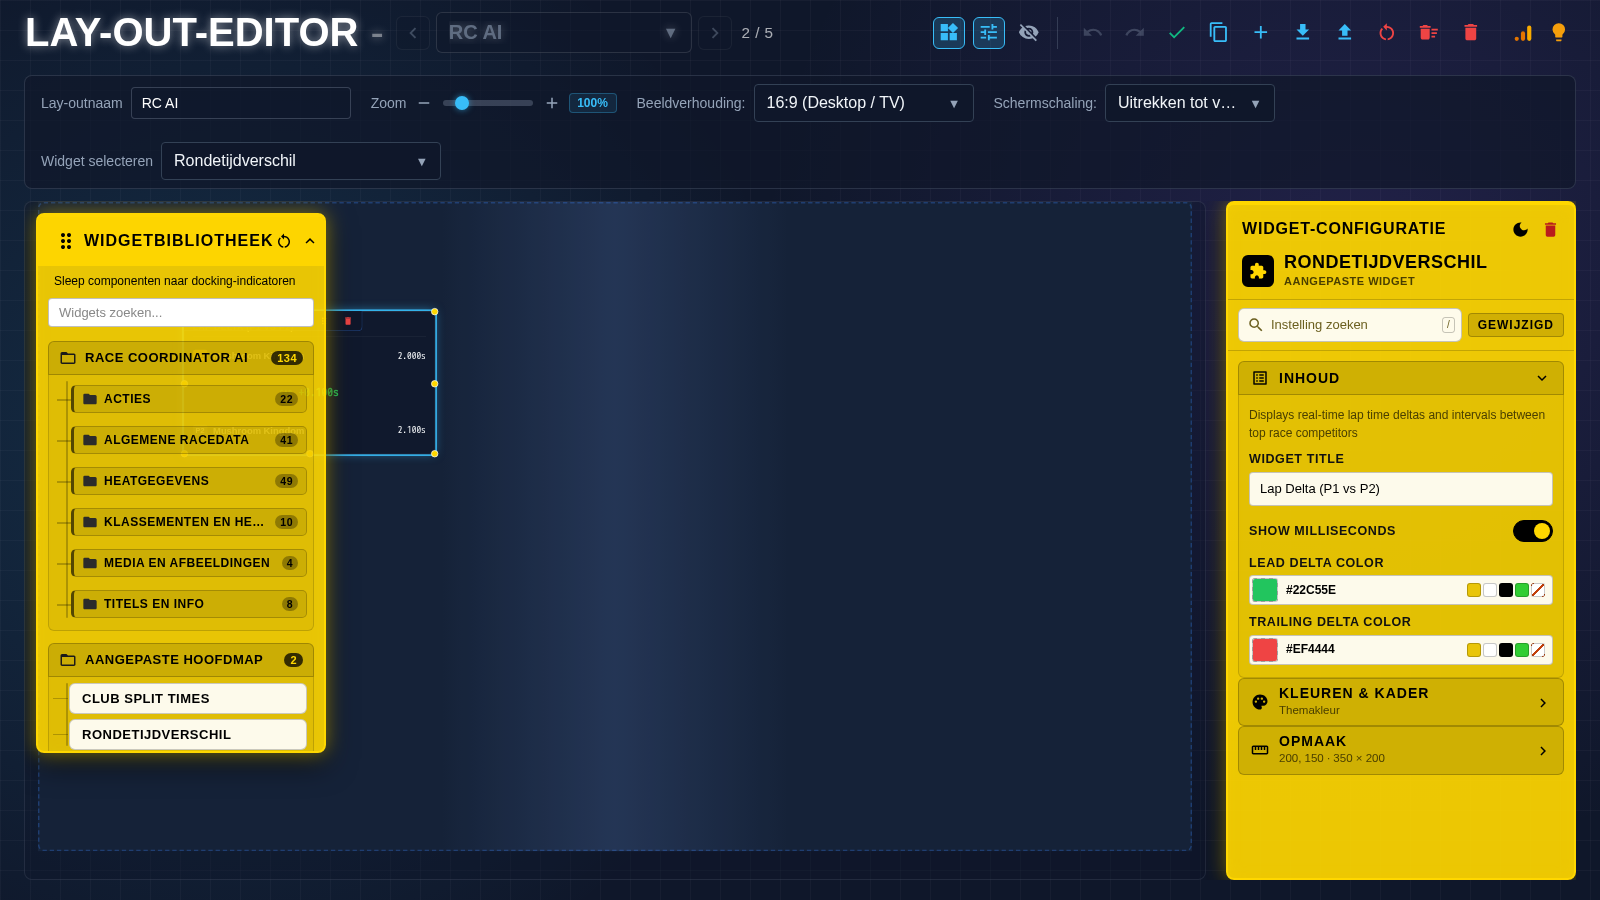 LAY-OUT-EDITOR - RC AI 2 / 5
Lay-outnaam RC AI Zoom 100% Beeldverhouding: 16:9 (Desktop / TV) Schermschaling: Uitrekken tot v…
Widget selecteren Rondetijdverschil
WIDGETBIBLIOTHEEK
Sleep componenten naar docking-indicatoren
Widgets zoeken...
RACE COORDINATOR AI 134
ACTIES 22
ALGEMENE RACEDATA 41
HEATGEGEVENS 49
KLASSEMENTEN EN HE… 10
MEDIA EN AFBEELDINGEN 4
TITELS EN INFO 8
AANGEPASTE HOOFDMAP 2
CLUB SPLIT TIMES
RONDETIJDVERSCHIL
2.000s
P2 Mushroom Kingdom
2.100s
WIDGET-CONFIGURATIE
RONDETIJDVERSCHIL
AANGEPASTE WIDGET
Instelling zoeken / GEWIJZIGD
INHOUD
Displays real-time lap time deltas and intervals between
top race competitors
WIDGET TITLE
Lap Delta (P1 vs P2)
SHOW MILLISECONDS
LEAD DELTA COLOR
#22C55E
TRAILING DELTA COLOR
#EF4444
KLEUREN & KADER
Themakleur
OPMAAK
200, 150 · 350 × 200